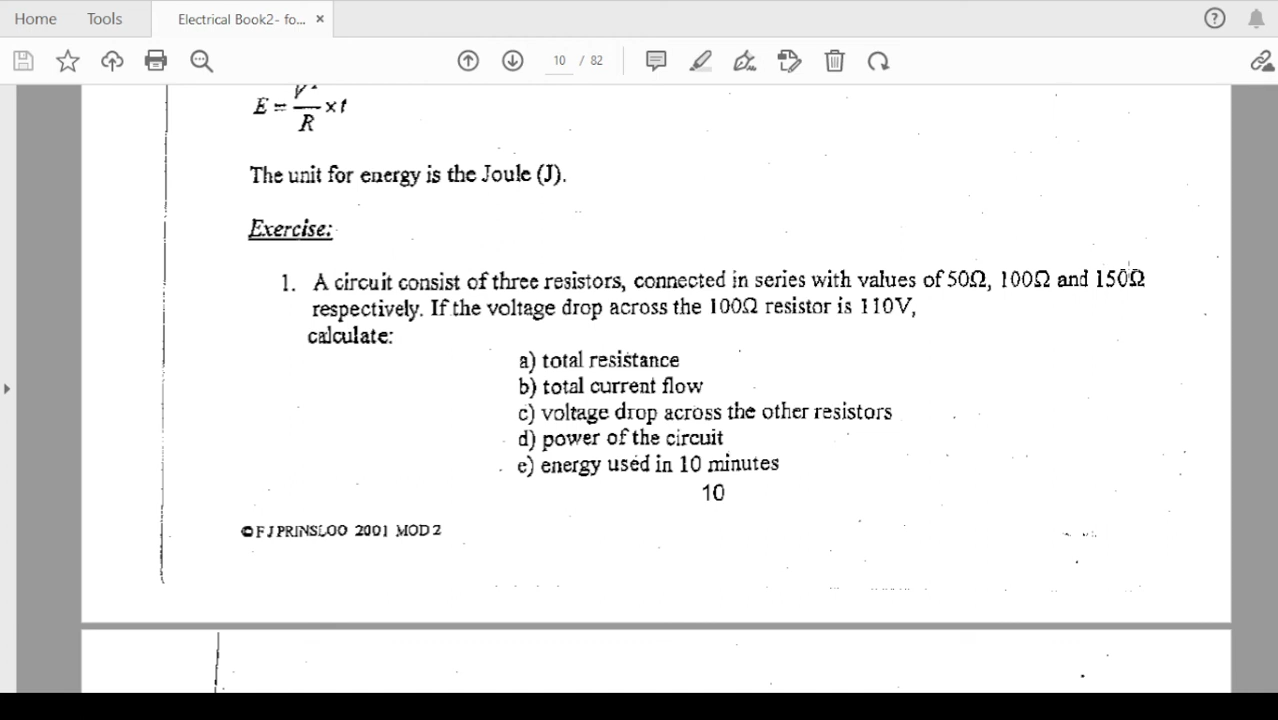 Home Tools Electrical Book2- fo... ×
10 / 82
E = V²/R × t
The unit for energy is the Joule (J).
Exercise:
1. A circuit consist of three resistors, connected in series with values of 50Ω, 100Ω and 150Ω
respectively. If the voltage drop across the 100Ω resistor is 110V,
calculate:
a) total resistance
b) total current flow
c) voltage drop across the other resistors
d) power of the circuit
e) energy used in 10 minutes
10
©F J PRINSLOO 2001 MOD 2